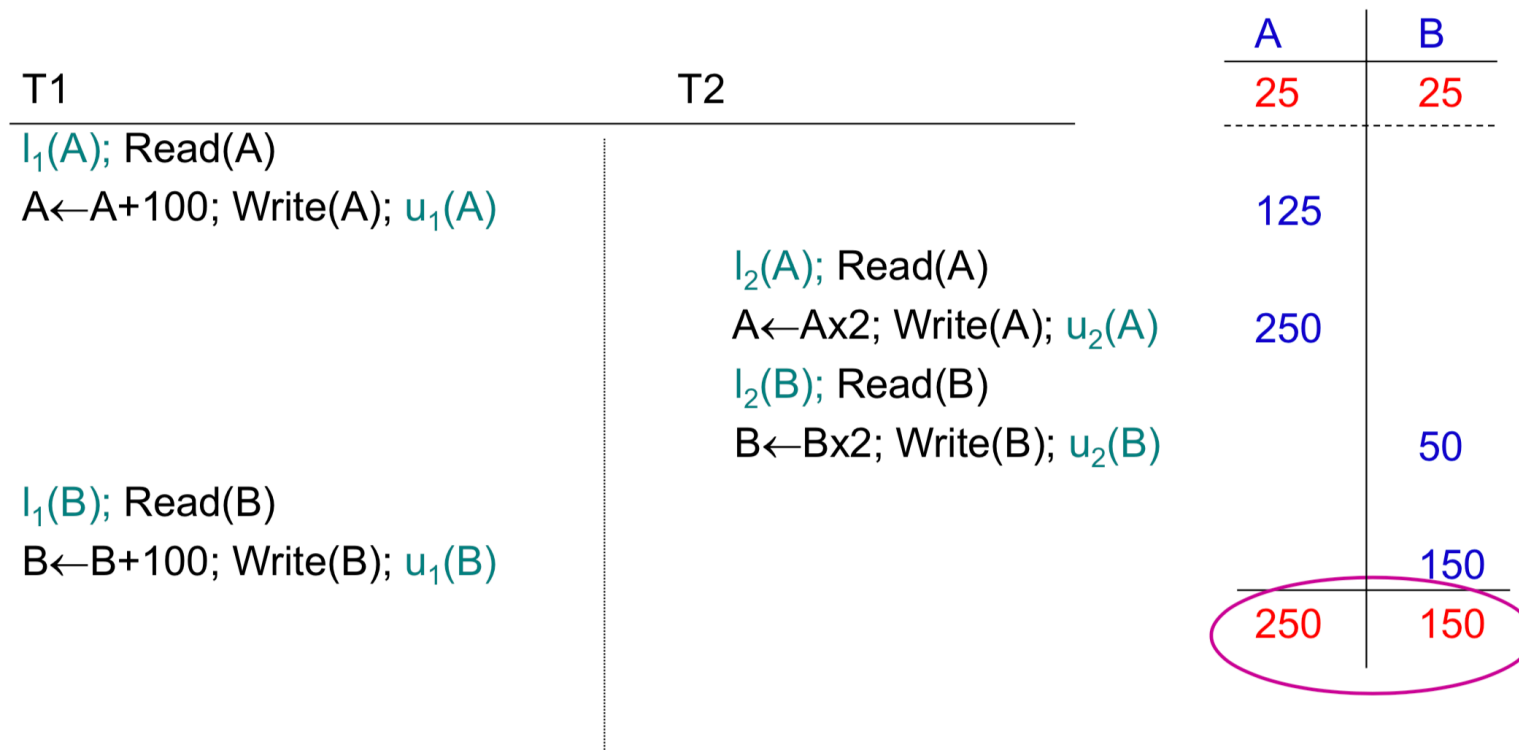 A B
T1 T2
25 25
l₁(A); Read(A)
A←A+100; Write(A); u₁(A) 125
l₂(A); Read(A)
A←Ax2; Write(A); u₂(A) 250
l₂(B); Read(B)
B←Bx2; Write(B); u₂(B) 50
l₁(B); Read(B)
B←B+100; Write(B); u₁(B) 150
250 150